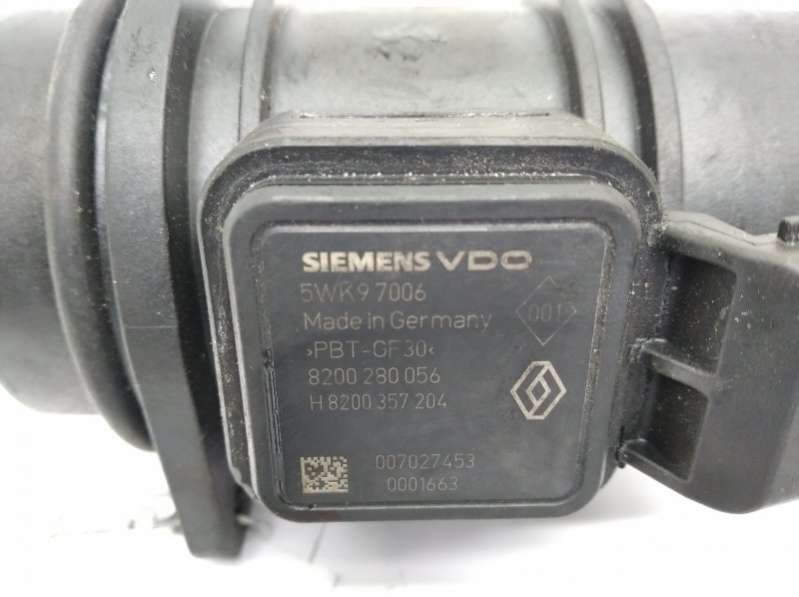 SIEMENS VDO
5WK9 7006
Made in Germany
001
>PBT-GF30<
8200 280 056
H 8200 357 204
007027453
0001663